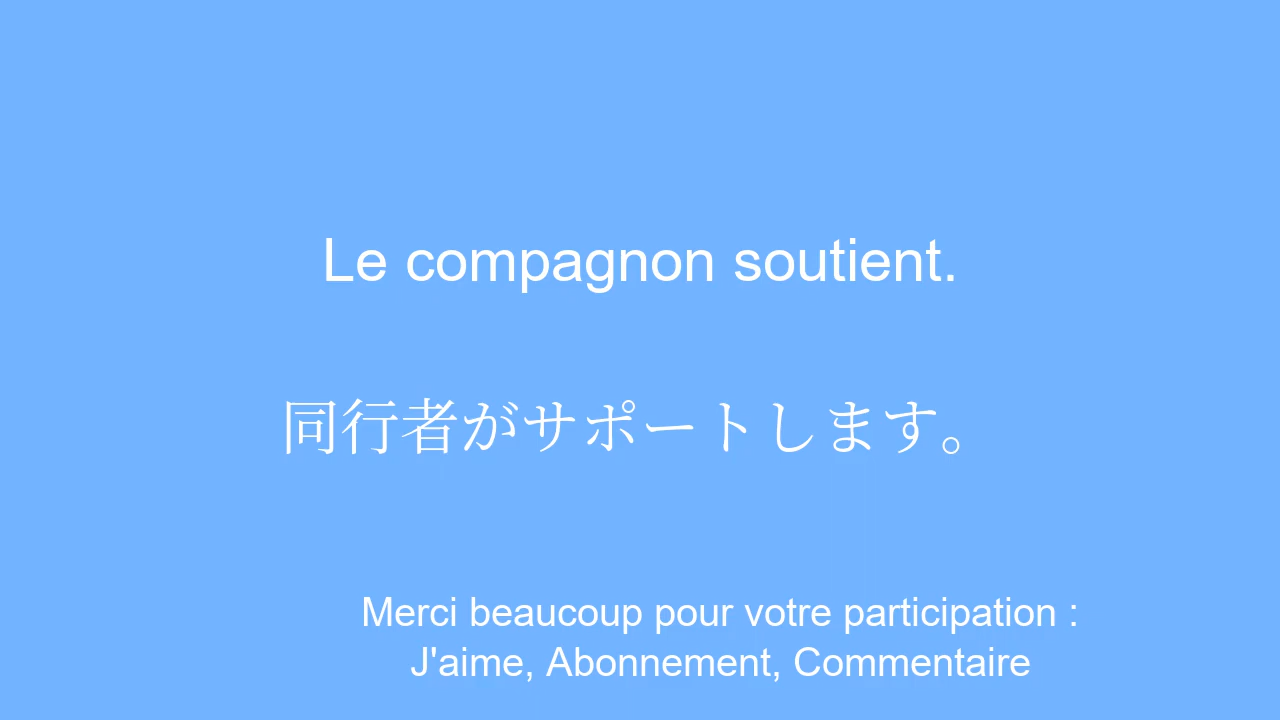 Le compagnon soutient.
同行者がサポートします。
Merci beaucoup pour votre participation :
J'aime, Abonnement, Commentaire